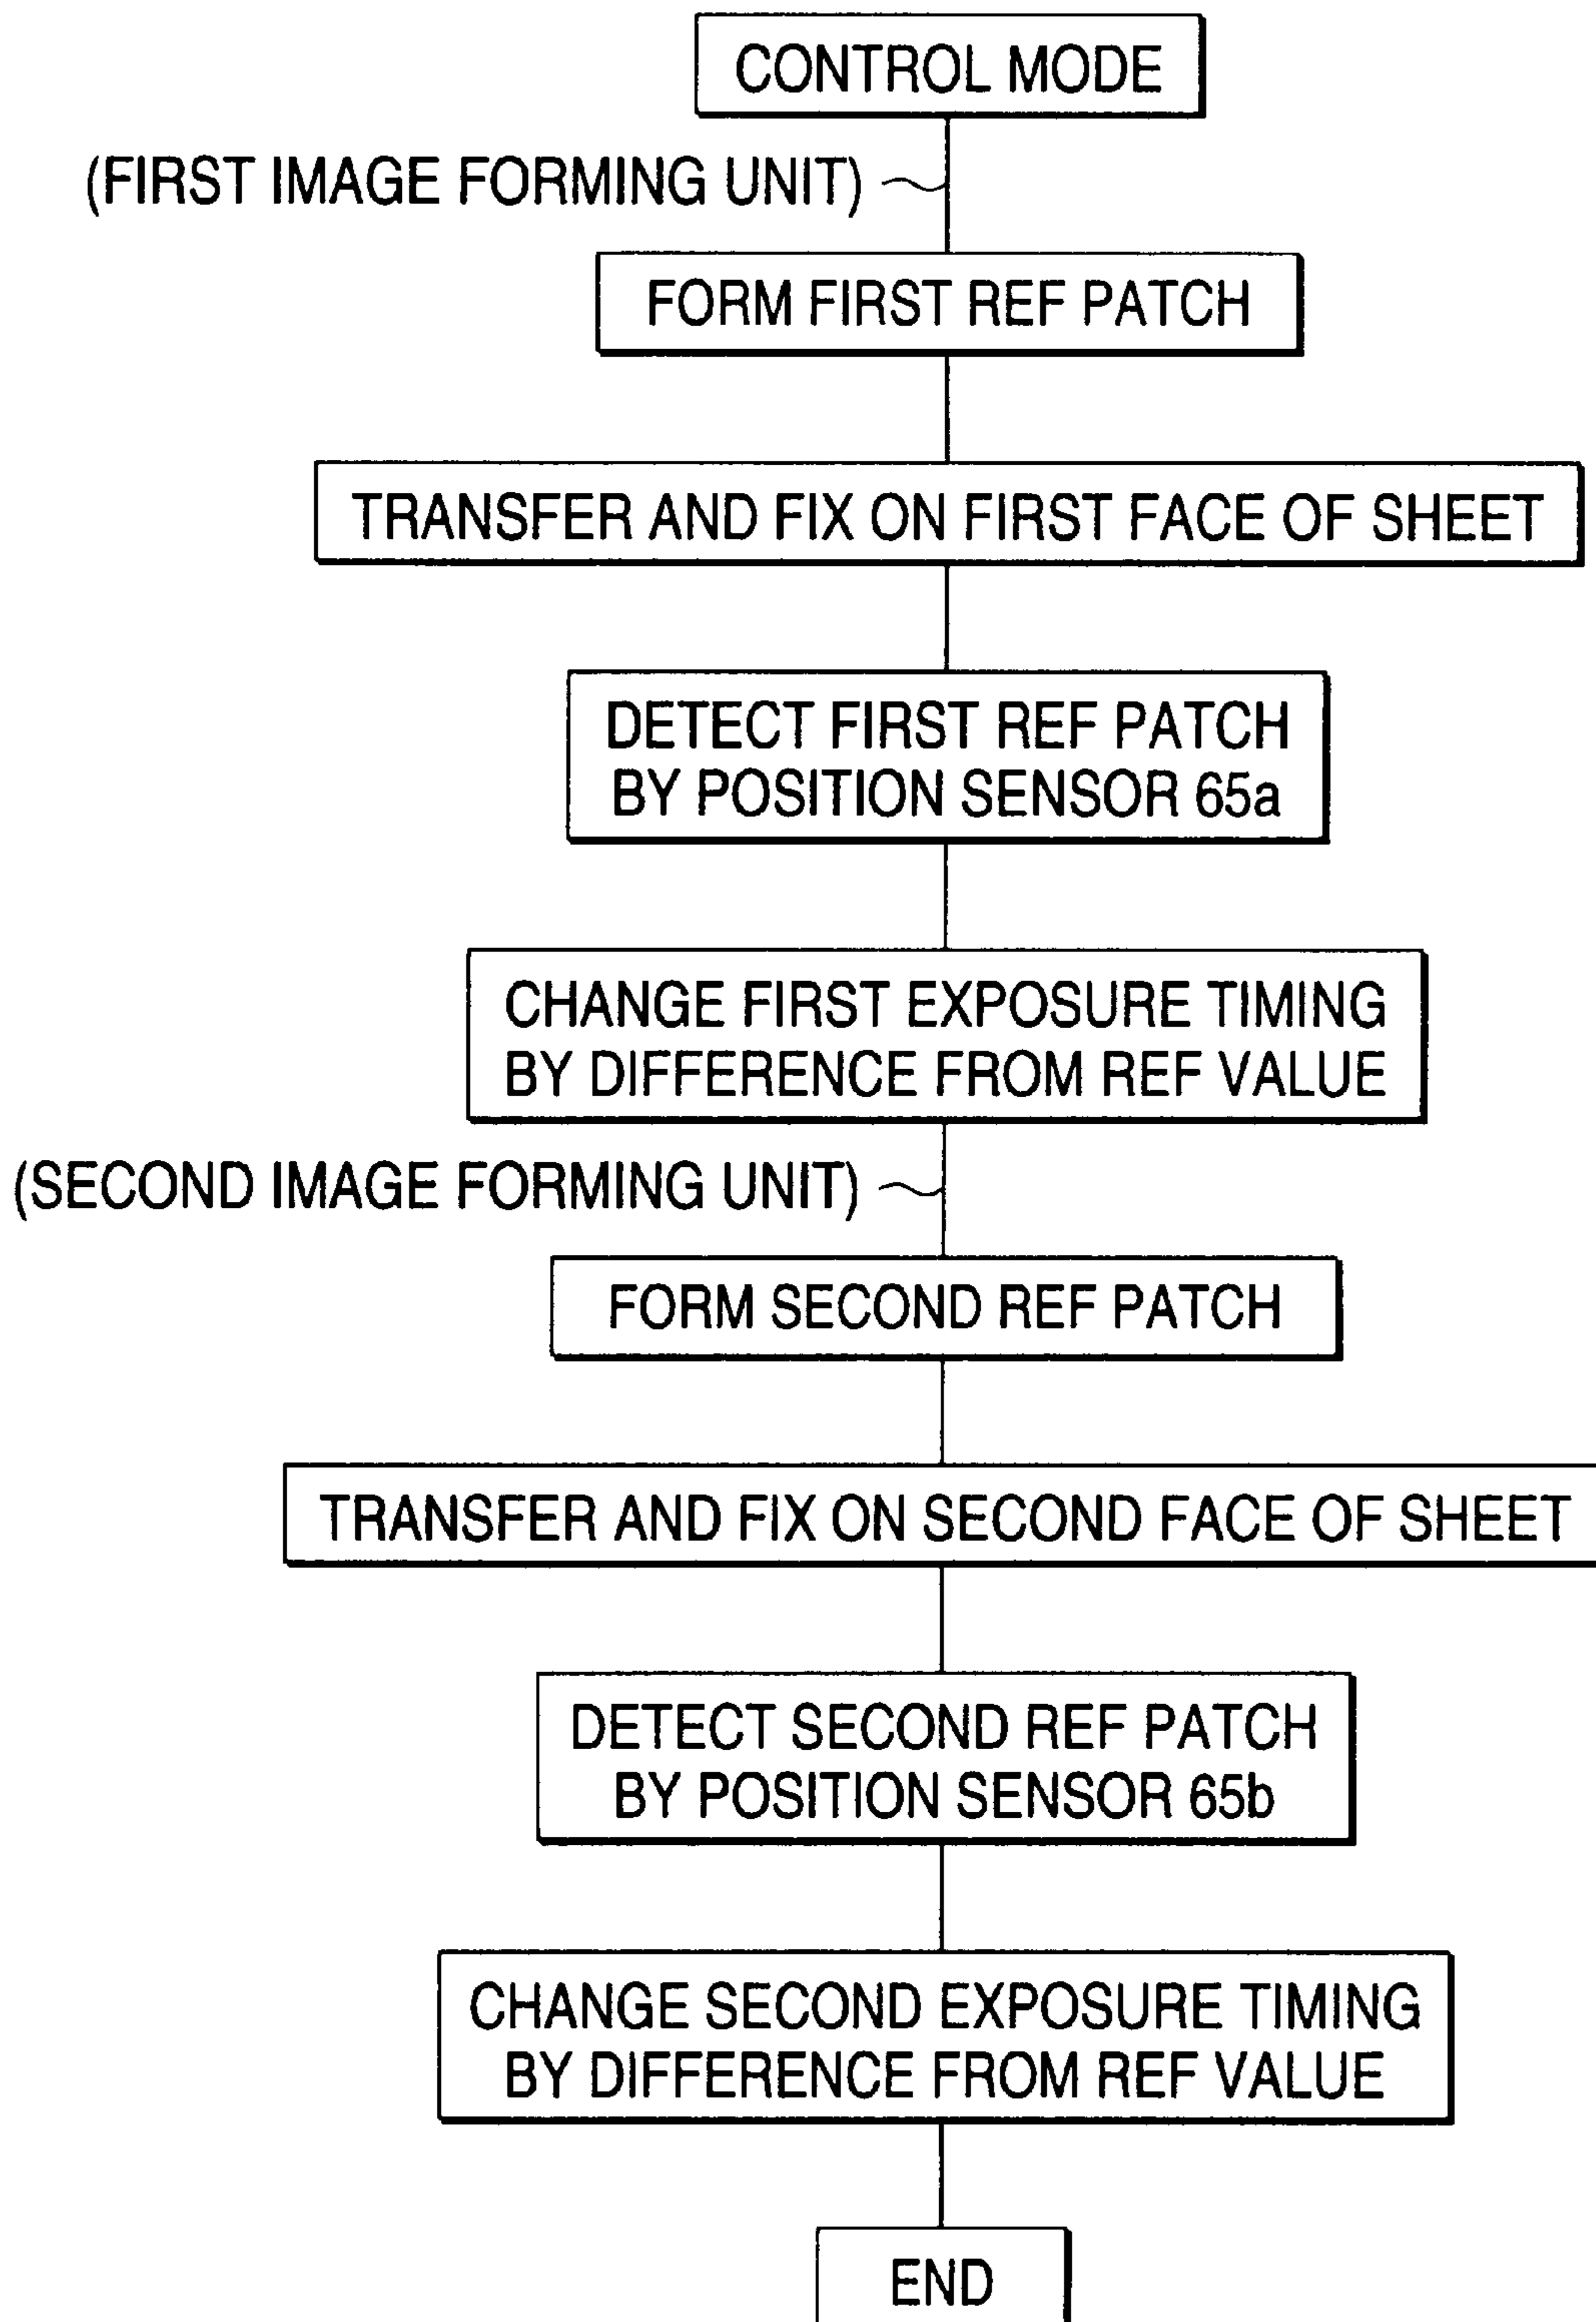 CONTROL MODE
(FIRST IMAGE FORMING UNIT)
FORM FIRST REF PATCH
TRANSFER AND FIX ON FIRST FACE OF SHEET
DETECT FIRST REF PATCH
BY POSITION SENSOR 65a
CHANGE FIRST EXPOSURE TIMING
BY DIFFERENCE FROM REF VALUE
(SECOND IMAGE FORMING UNIT)
FORM SECOND REF PATCH
TRANSFER AND FIX ON SECOND FACE OF SHEET
DETECT SECOND REF PATCH
BY POSITION SENSOR 65b
CHANGE SECOND EXPOSURE TIMING
BY DIFFERENCE FROM REF VALUE
END